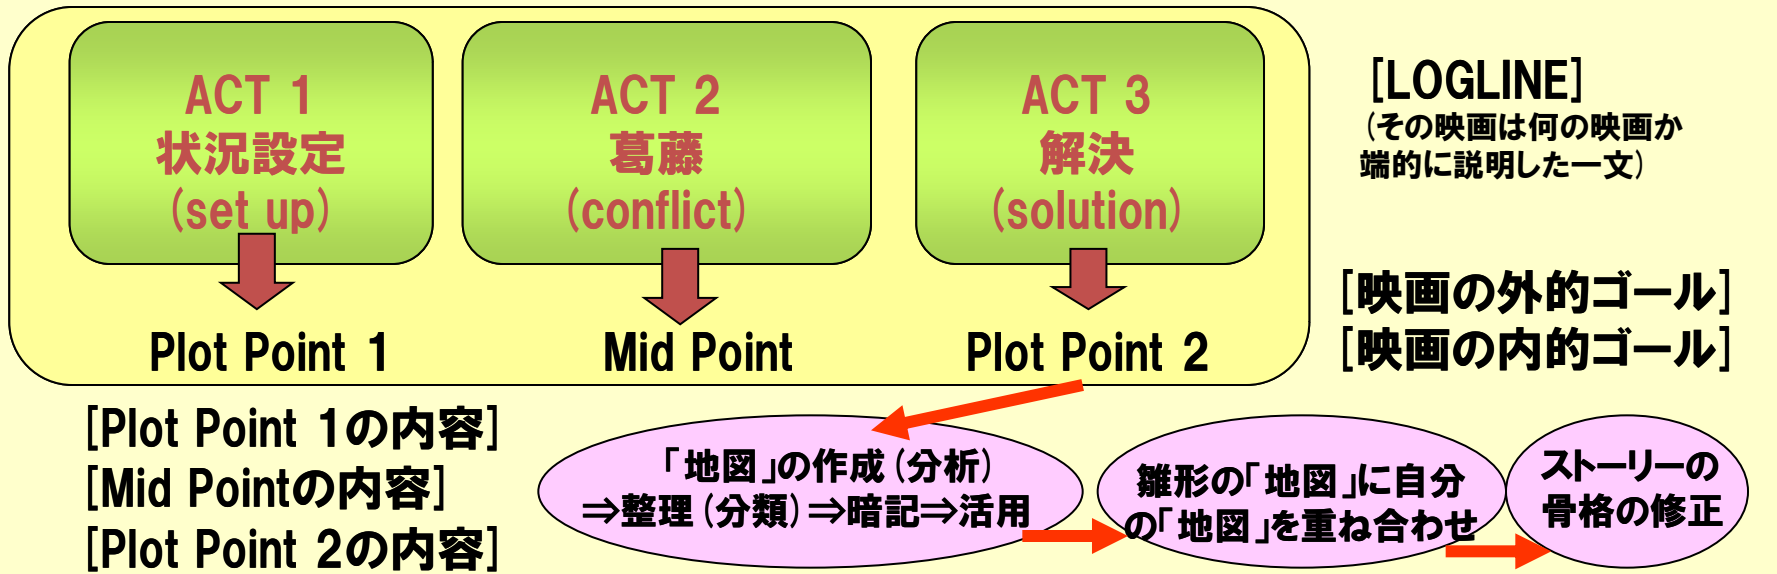 ACT 1
状況設定
(set up)
ACT 2
葛藤
(conflict)
ACT 3
解決
(solution)
Plot Point 1
Mid Point
Plot Point 2
[LOGLINE]
(その映画は何の映画か
端的に説明した一文)
[映画の外的ゴール]
[映画の内的ゴール]
[Plot Point 1の内容]
[Mid Pointの内容]
[Plot Point 2の内容]
「地図」の作成(分析)
⇒整理(分類)⇒暗記⇒活用
雛形の「地図」に自分
の「地図」を重ね合わせ
ストーリーの
骨格の修正